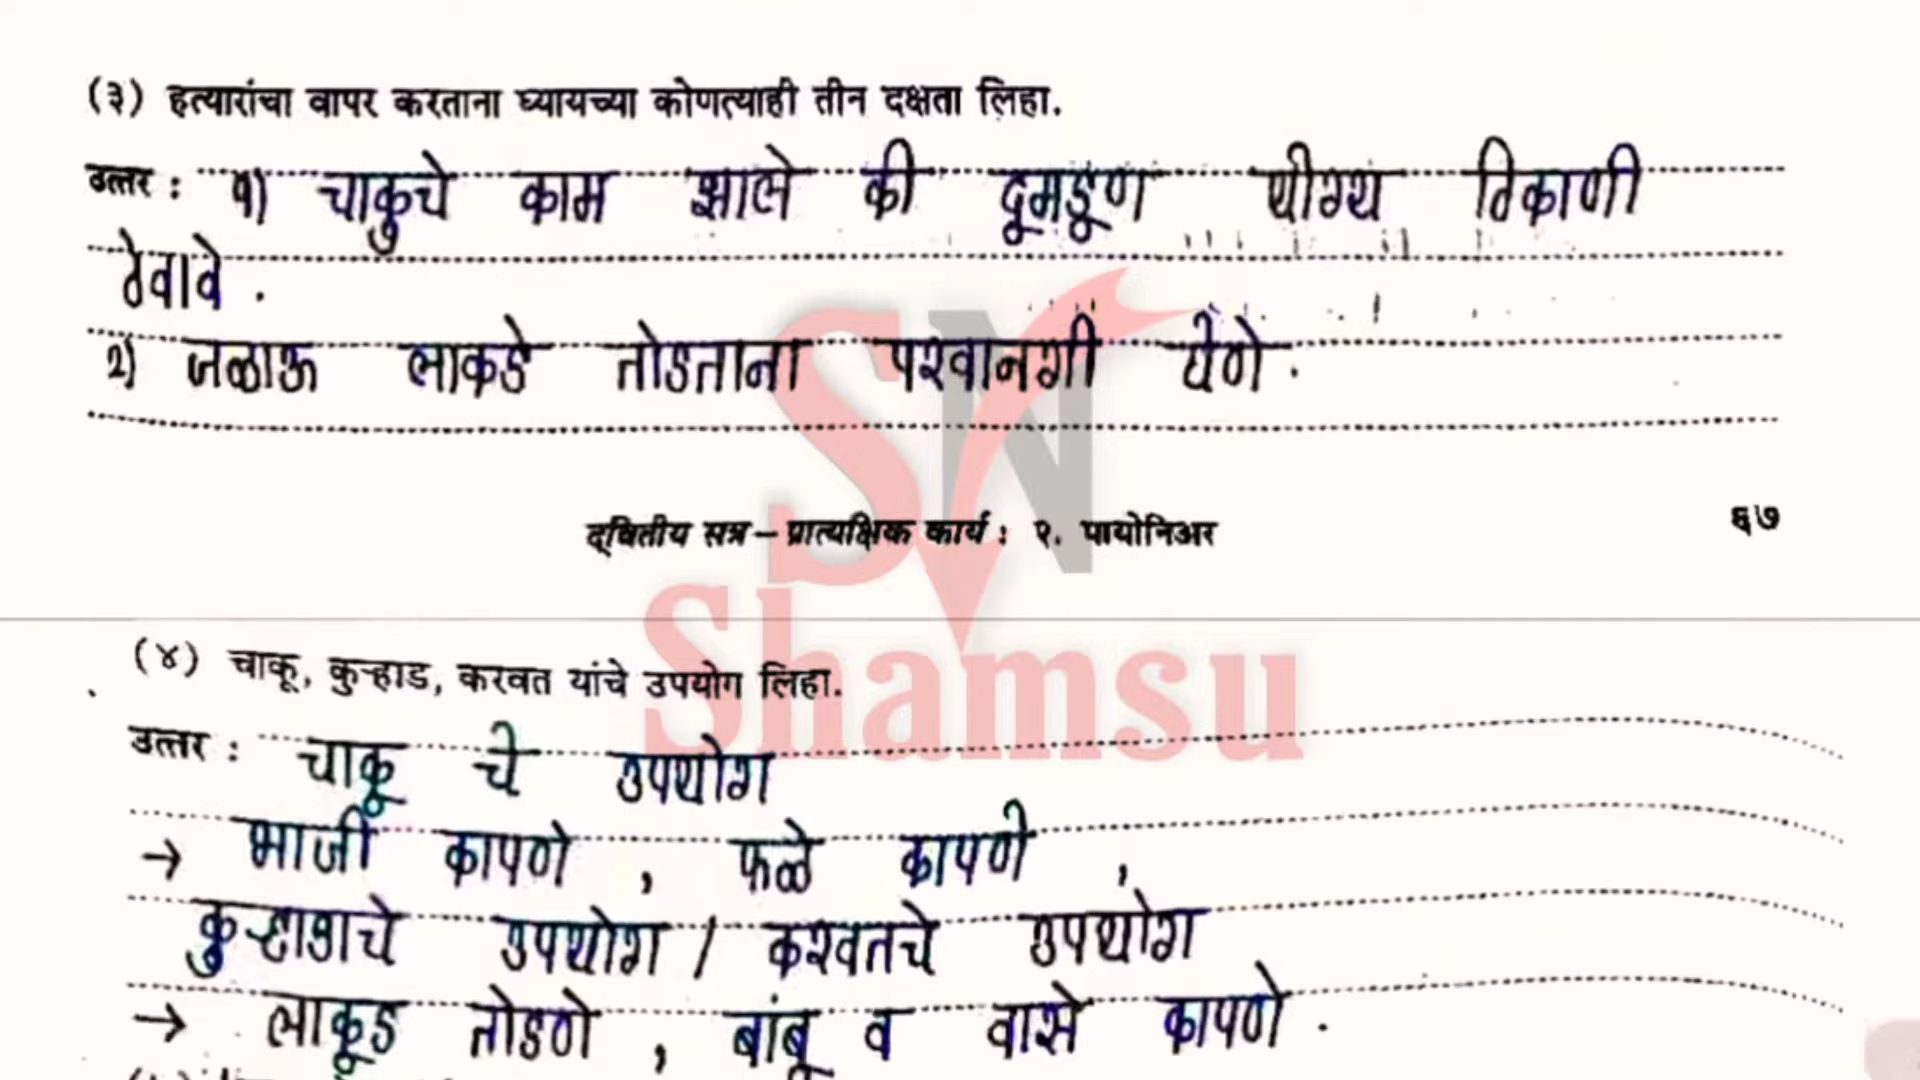 (३) हत्यारांचा वापर करताना घ्यायच्या कोणत्याही तीन दक्षता लिहा.
उत्तर : १) चाकुचे काम झाले की दूमडूण योग्य ठिकाणी
ठेवावे .
२) जळाऊ लाकडे तोडताना परवानगी घेणे .
द्वितीय सत्र – प्रात्यक्षिक कार्य : २. पायोनिअर ६७
SN
Shamsu
(४) चाकू, कुऱ्हाड, करवत यांचे उपयोग लिहा.
उत्तर : चाकू चे उपयोग
→ भाजी कापणे , फळे कापणे ,
कुऱ्हाडाचे उपयोग / करवतचे उपयोग
→ लाकूड तोडणे , बांबू व वासे कापणे .